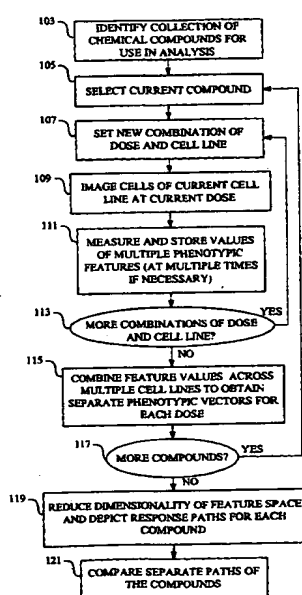 103
IDENTIFY COLLECTION OF
CHEMICAL COMPOUNDS FOR
USE IN ANALYSIS
105
SELECT CURRENT COMPOUND
107
SET NEW COMBINATION OF
DOSE AND CELL LINE
109
IMAGE CELLS OF CURRENT CELL
LINE AT CURRENT DOSE
111
MEASURE AND STORE VALUES
OF MULTIPLE PHENOTYPIC
FEATURES (AT MULTIPLE TIMES
IF NECESSARY)
113
YES
MORE COMBINATIONS OF DOSE
AND CELL LINE?
NO
115
COMBINE FEATURE VALUES ACROSS
MULTIPLE CELL LINES TO OBTAIN
SEPARATE PHENOTYPIC VECTORS FOR
EACH DOSE
117
YES
MORE COMPOUNDS?
NO
119
REDUCE DIMENSIONALITY OF FEATURE SPACE
AND DEPICT RESPONSE PATHS FOR EACH
COMPOUND
121
COMPARE SEPARATE PATHS OF
THE COMPOUNDS